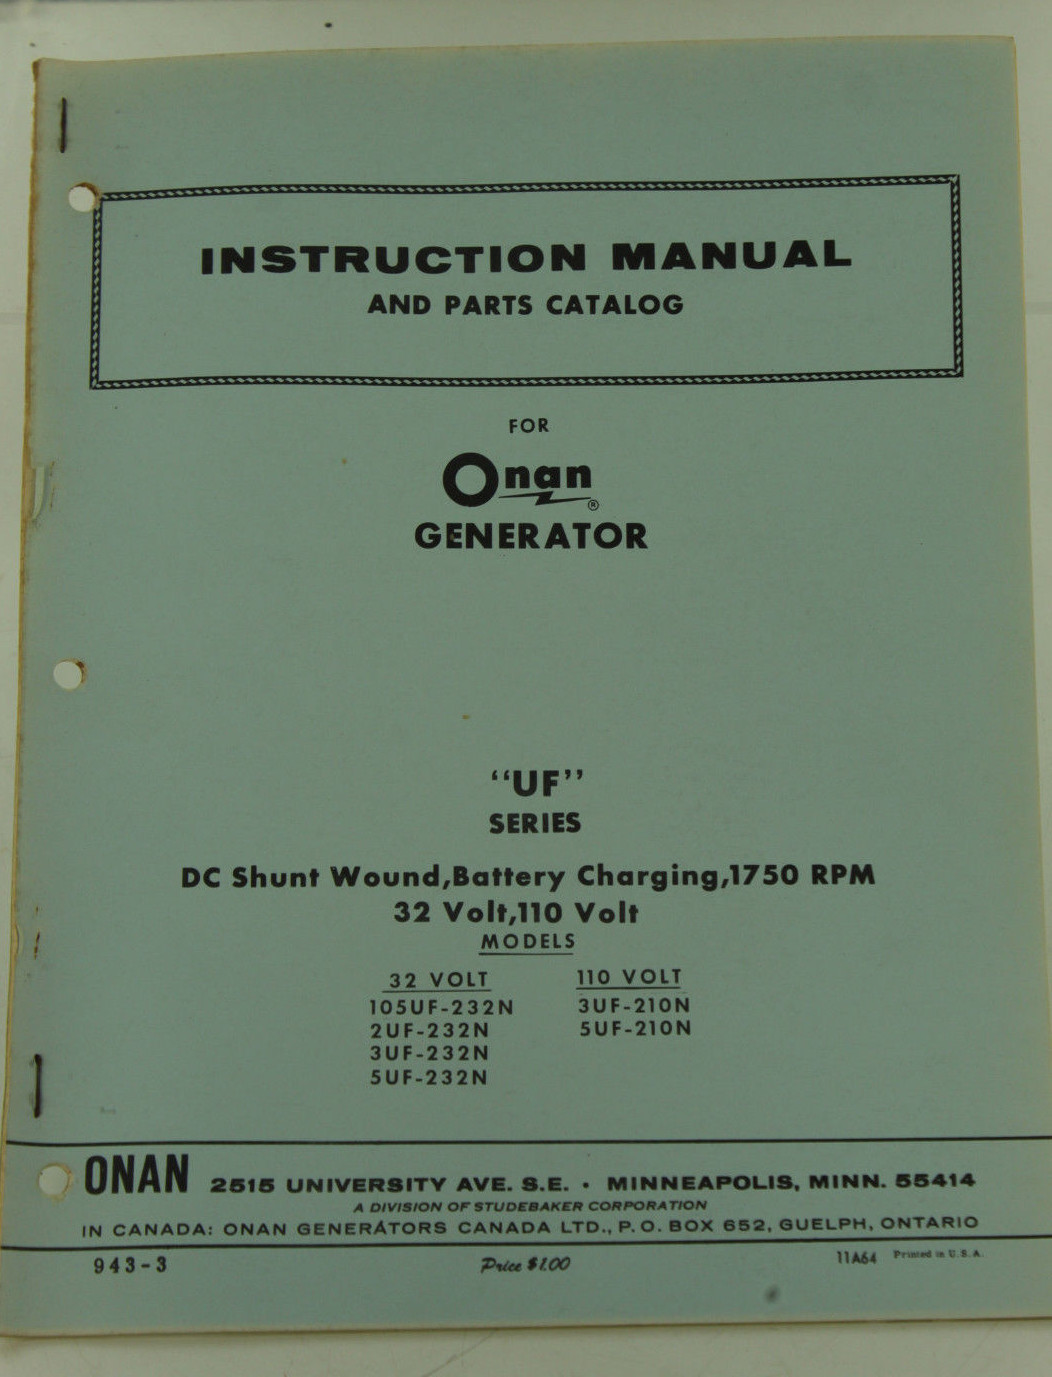 INSTRUCTION MANUAL
AND PARTS CATALOG
FOR
Onan ®
GENERATOR
“UF”
SERIES
DC Shunt Wound,Battery Charging,1750 RPM
32 Volt,110 Volt
MODELS
32 VOLT 110 VOLT
105UF-232N 3UF-210N
2UF-232N 5UF-210N
3UF-232N
5UF-232N
ONAN 2515 UNIVERSITY AVE. S.E. • MINNEAPOLIS, MINN. 55414
A DIVISION OF STUDEBAKER CORPORATION
IN CANADA: ONAN GENERATORS CANADA LTD., P.O. BOX 652, GUELPH, ONTARIO
943-3 Price $1.00 11A64 Printed in U.S.A.